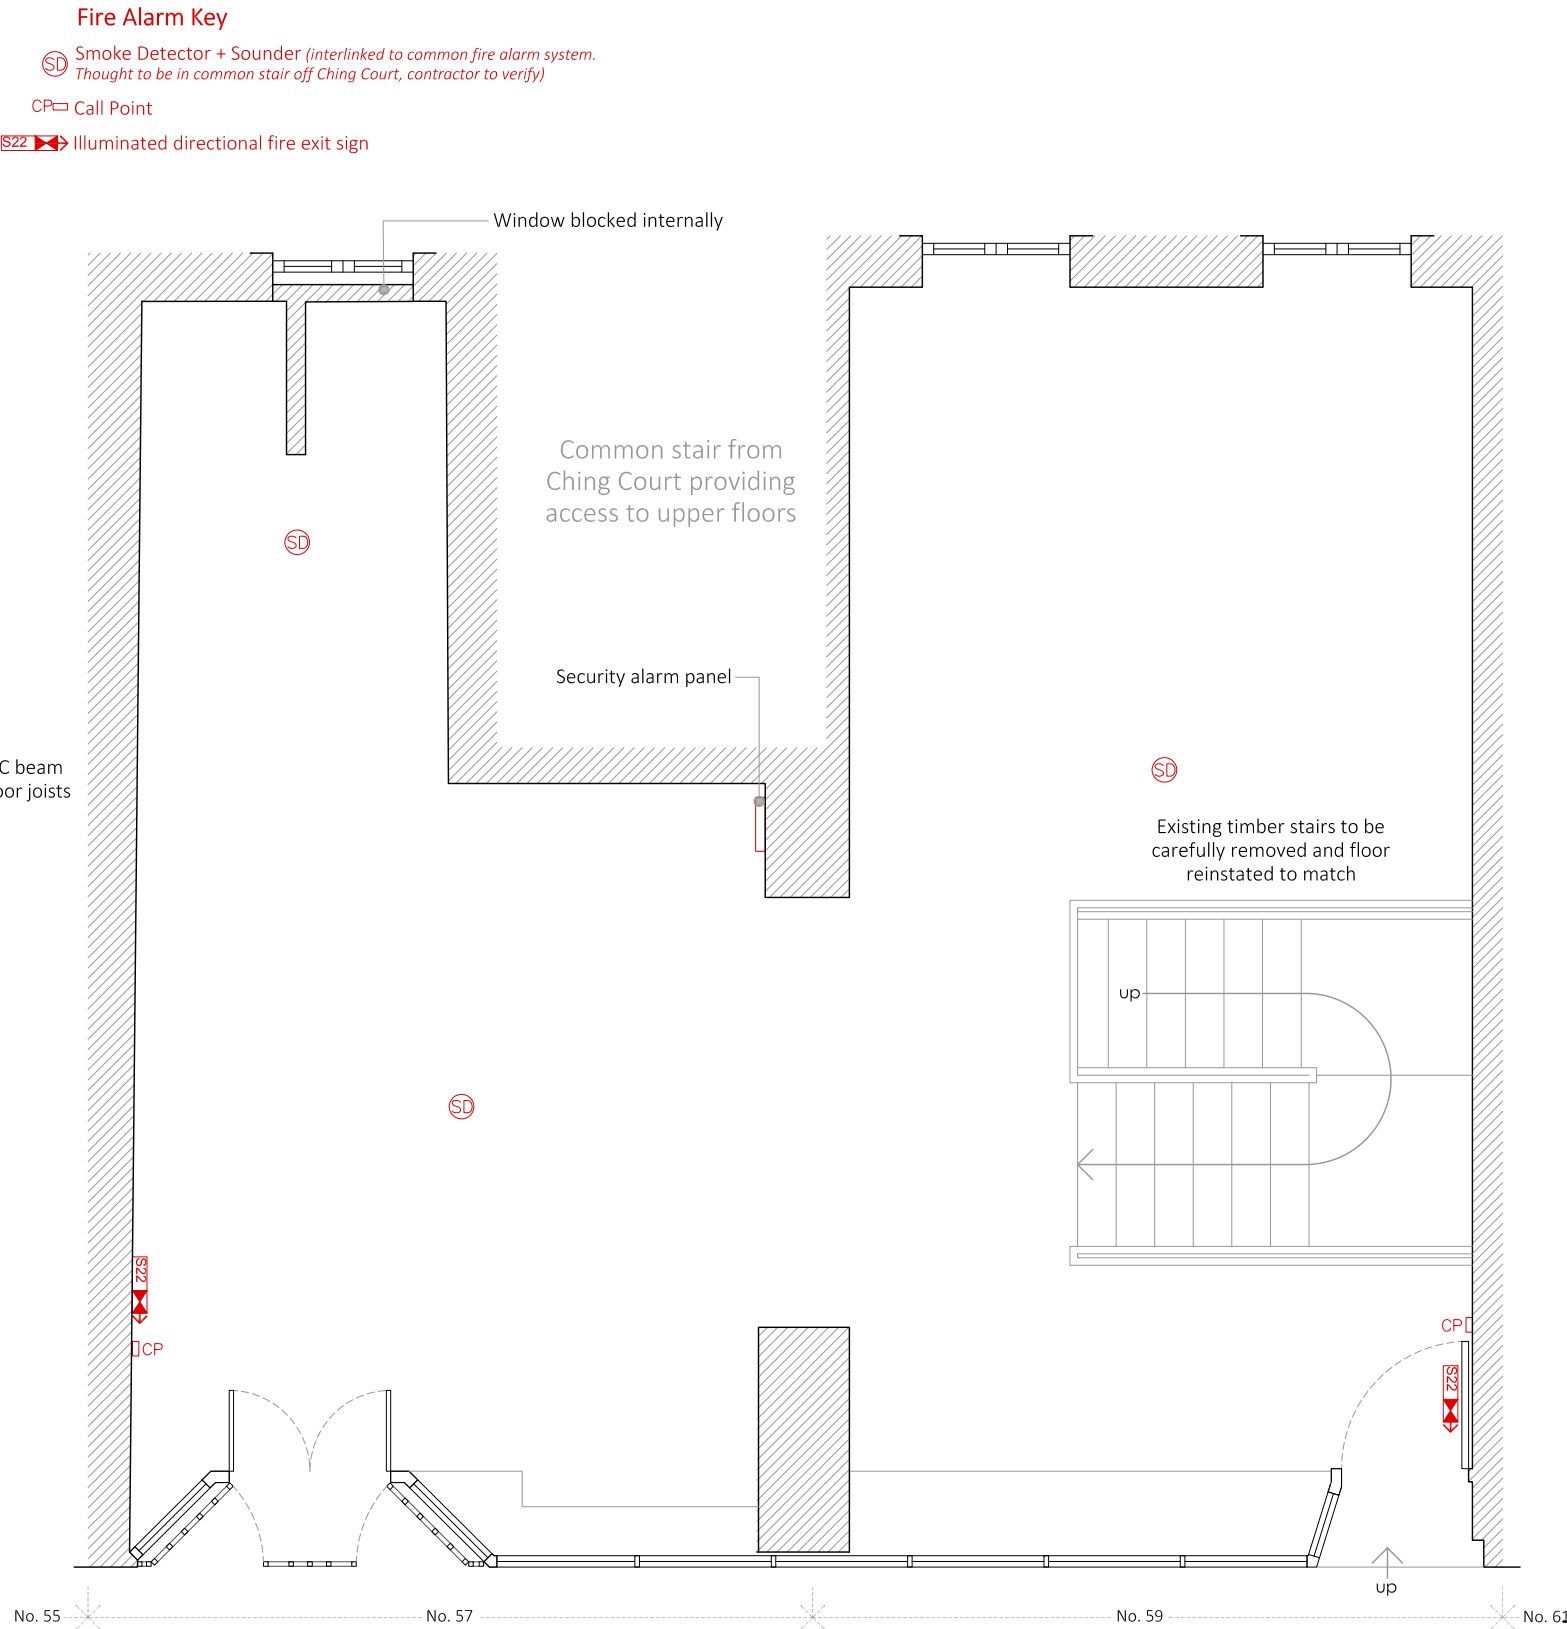 Fire Alarm Key
SD Smoke Detector + Sounder (interlinked to common fire alarm system.
Thought to be in common stair off Ching Court, contractor to verify)
CP Call Point
S22 Illuminated directional fire exit sign
Window blocked internally
Common stair from
Ching Court providing
access to upper floors
SD
Security alarm panel
C beam
oor joists
SD
Existing timber stairs to be
carefully removed and floor
reinstated to match
up
SD
S22
CP
CP
S22
up
No. 55
No. 57
No. 59
No. 61